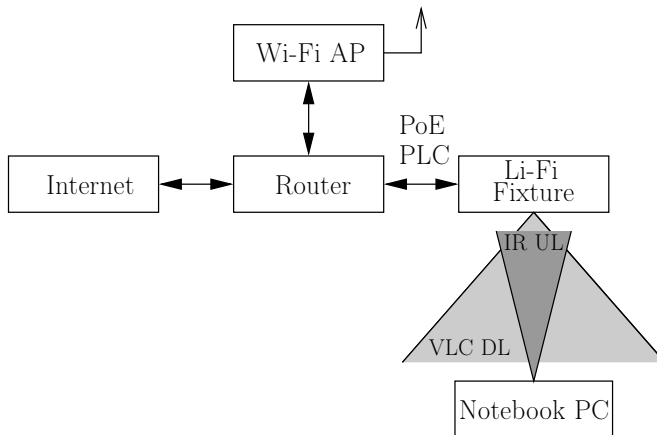 Wi-Fi AP
PoE
PLC
Internet
Router
Li-Fi
Fixture
IR UL
VLC DL
Notebook PC